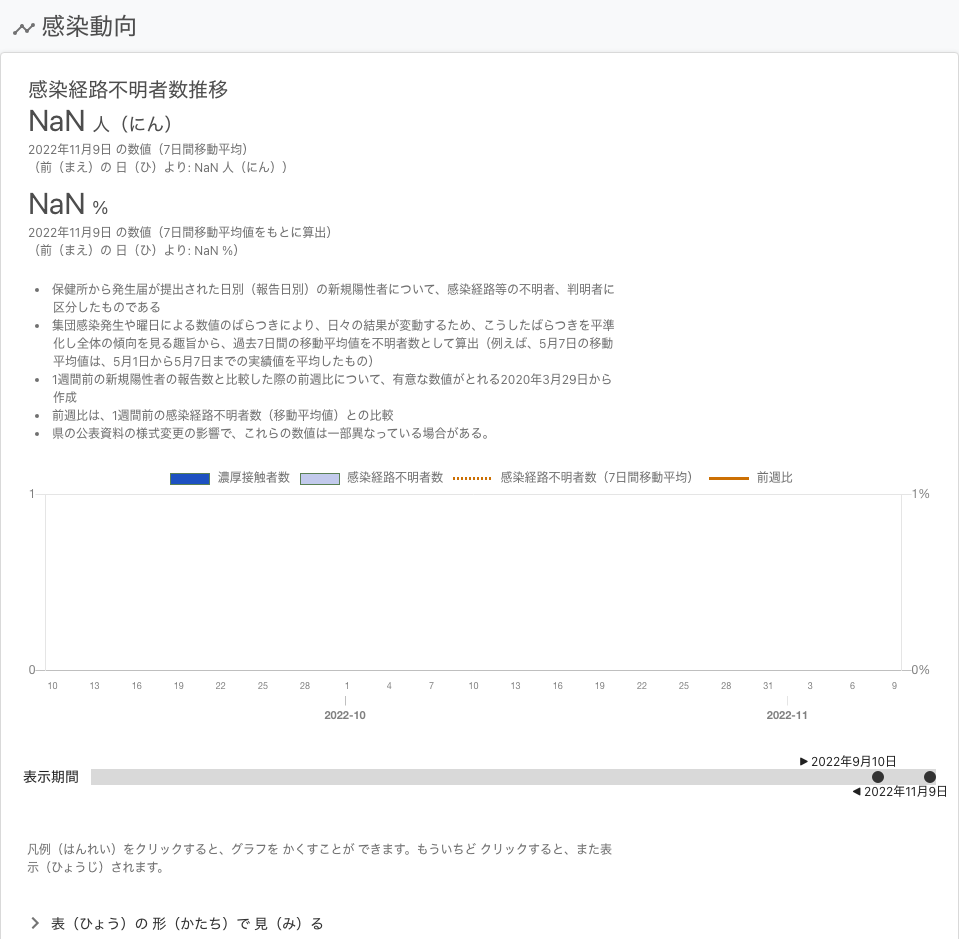 感染動向
感染経路不明者数推移
NaN 人（にん）
2022年11月9日 の数値（7日間移動平均）
（前（まえ）の 日（ひ）より: NaN 人（にん））
NaN %
2022年11月9日 の数値（7日間移動平均値をもとに算出）
（前（まえ）の 日（ひ）より: NaN %）
• 保健所から発生届が提出された日別（報告日別）の新規陽性者について、感染経路等の不明者、判明者に
区分したものである
• 集団感染発生や曜日による数値のばらつきにより、日々の結果が変動するため、こうしたばらつきを平準
化し全体の傾向を見る趣旨から、過去7日間の移動平均値を不明者数として算出（例えば、5月7日の移動
平均値は、5月1日から5月7日までの実績値を平均したもの）
• 1週間前の新規陽性者の報告数と比較した際の前週比について、有意な数値がとれる2020年3月29日から
作成
• 前週比は、1週間前の感染経路不明者数（移動平均値）との比較
• 県の公表資料の様式変更の影響で、これらの数値は一部異なっている場合がある。
濃厚接触者数 感染経路不明者数 感染経路不明者数（7日間移動平均） 前週比
1 1%
0 0%
10 13 16 19 22 25 28 1 4 7 10 13 16 19 22 25 28 31 3 6 9
2022-10 2022-11
▶ 2022年9月10日
表示期間
◀ 2022年11月9日
凡例（はんれい）をクリックすると、グラフを かくすことが できます。もういちど クリックすると、また表
示（ひょうじ）されます。
表（ひょう）の 形（かたち）で 見（み）る